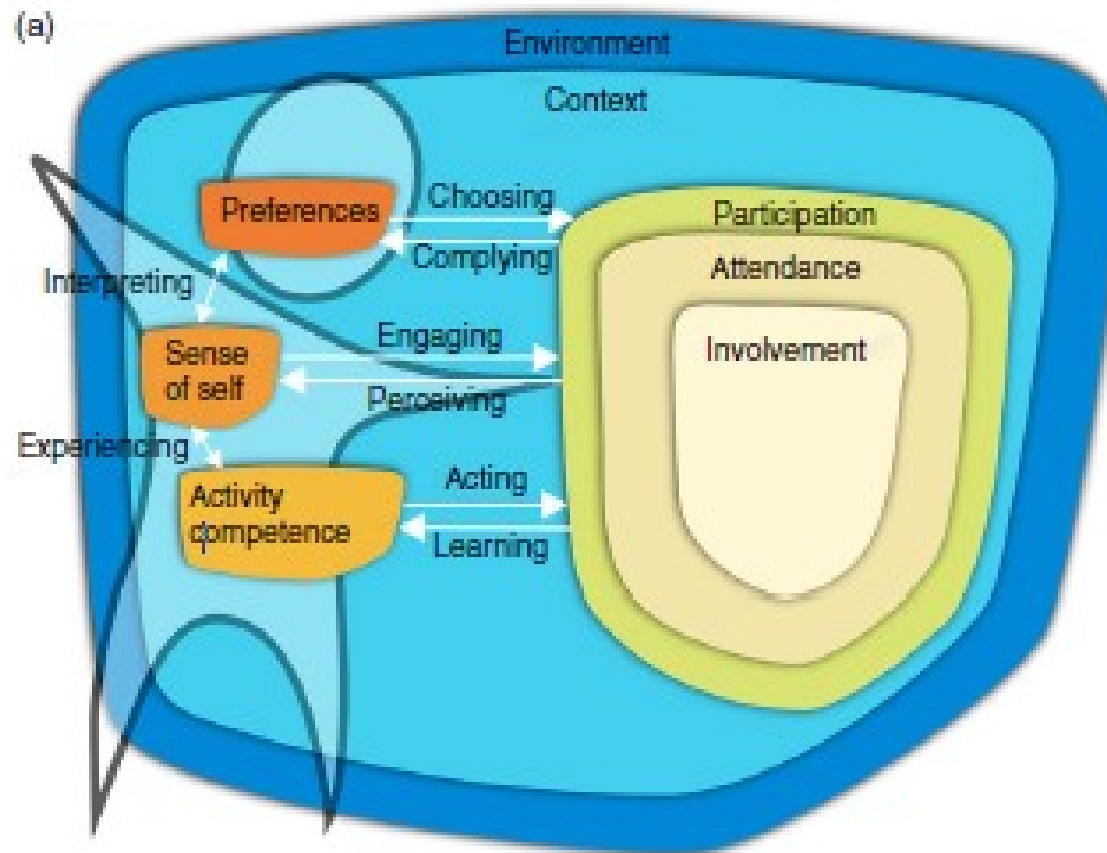 (a)
Environment
Context
Preferences
Choosing
Complying
Participation
Attendance
Involvement
Interpreting
Sense
of self
Engaging
Perceiving
Experiencing
Activity
competence
Acting
Learning